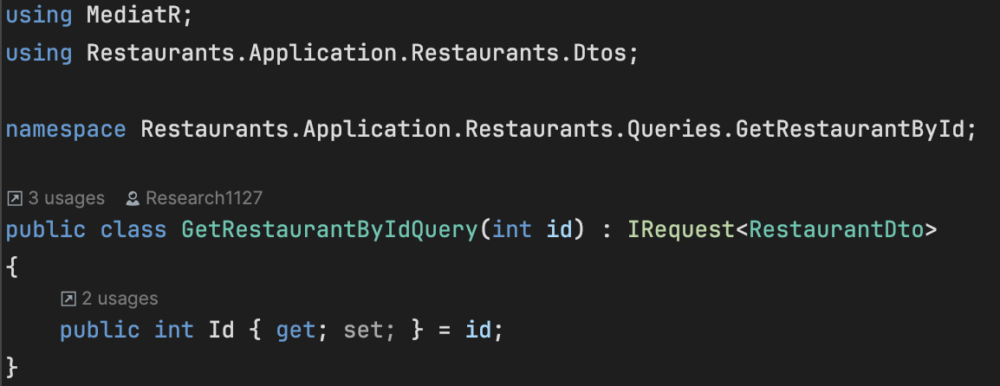 using MediatR;
using Restaurants.Application.Restaurants.Dtos;
namespace Restaurants.Application.Restaurants.Queries.GetRestaurantById;
3 usages Research1127
public class GetRestaurantByIdQuery(int id) : IRequest<RestaurantDto>
{
2 usages
public int Id { get; set; } = id;
}